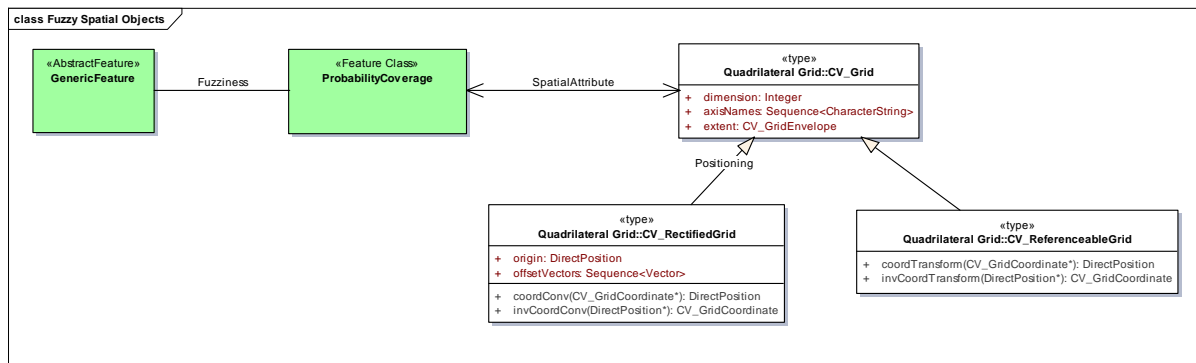 class Fuzzy Spatial Objects
«AbstractFeature»
GenericFeature
Fuzziness
«Feature Class»
ProbabilityCoverage
SpatialAttribute
«type»
Quadrilateral Grid::CV_Grid
+ dimension: Integer
+ axisNames: Sequence<CharacterString>
+ extent: CV_GridEnvelope
Positioning
«type»
Quadrilateral Grid::CV_RectifiedGrid
+ origin: DirectPosition
+ offsetVectors: Sequence<Vector>
+ coordConv(CV_GridCoordinate*): DirectPosition
+ invCoordConv(DirectPosition*): CV_GridCoordinate
«type»
Quadrilateral Grid::CV_ReferenceableGrid
+ coordTransform(CV_GridCoordinate*): DirectPosition
+ invCoordTransform(DirectPosition*): CV_GridCoordinate